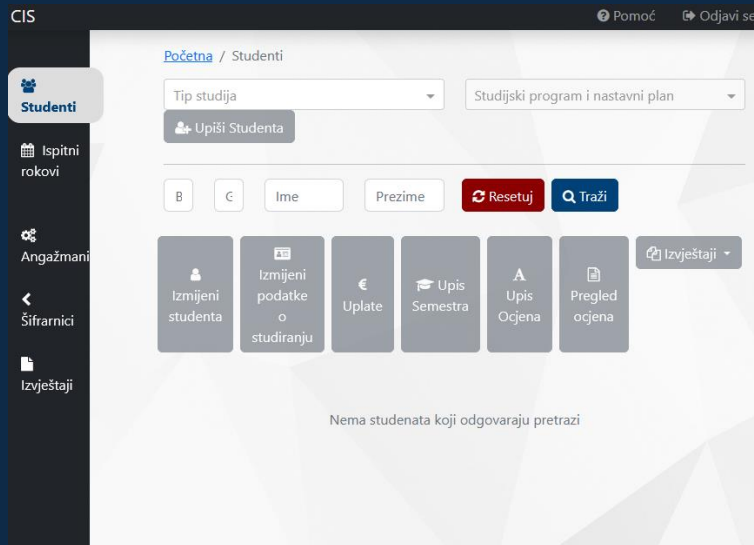 CIS
Pomoć
Odjavi se
Početna / Studenti
Studenti
Ispitni
rokovi
Angažmani
Šifrarnici
Izvještaji
Tip studija
Studijski program i nastavni plan
Upiši Studenta
B
Ime
Prezime
Resetuj
Traži
Izmijeni
studenta
Izmijeni
podatke
o
studiranju
€
Uplate
Upis
Semestra
A
Upis
Ocjena
Pregled
ocjena
Izvještaji
Nema studenata koji odgovaraju pretrazi